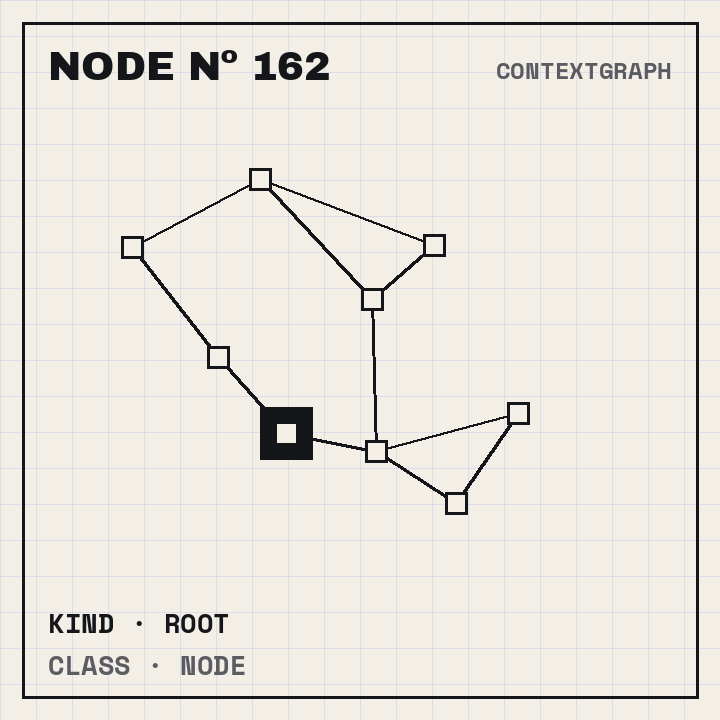 NODE Nº 162
CONTEXTGRAPH
KIND · ROOT
CLASS · NODE